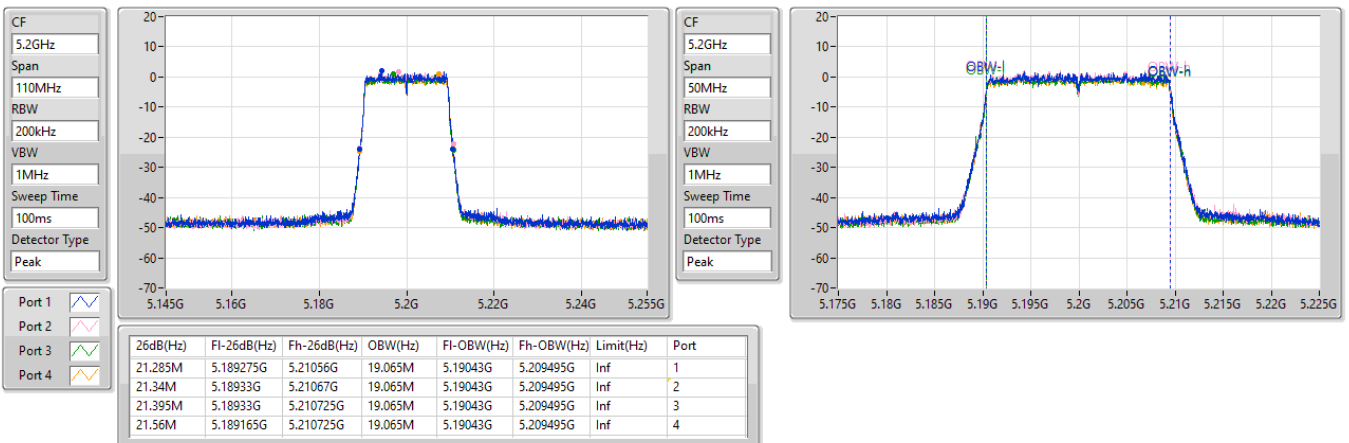 CF
5.2GHz
Span
110MHz
RBW
200kHz
VBW
1MHz
Sweep Time
100ms
Detector Type
Peak
20
10
0
-10
-20
-30
-40
-50
-60
-70
5.145G 5.16G 5.18G 5.2G 5.22G 5.24G 5.255G
CF
5.2GHz
Span
50MHz
RBW
200kHz
VBW
1MHz
Sweep Time
100ms
Detector Type
Peak
20
10
0
-10
-20
-30
-40
-50
-60
-70
OBW-l OBW-h
5.175G 5.18G 5.185G 5.19G 5.195G 5.2G 5.205G 5.21G 5.215G 5.22G 5.225G
Port 1
Port 2
Port 3
Port 4
26dB(Hz) Fl-26dB(Hz) Fh-26dB(Hz) OBW(Hz) Fl-OBW(Hz) Fh-OBW(Hz) Limit(Hz) Port
21.285M 5.189275G 5.21056G 19.065M 5.19043G 5.209495G Inf 1
21.34M 5.18933G 5.21067G 19.065M 5.19043G 5.209495G Inf 2
21.395M 5.18933G 5.210725G 19.065M 5.19043G 5.209495G Inf 3
21.56M 5.189165G 5.210725G 19.065M 5.19043G 5.209495G Inf 4